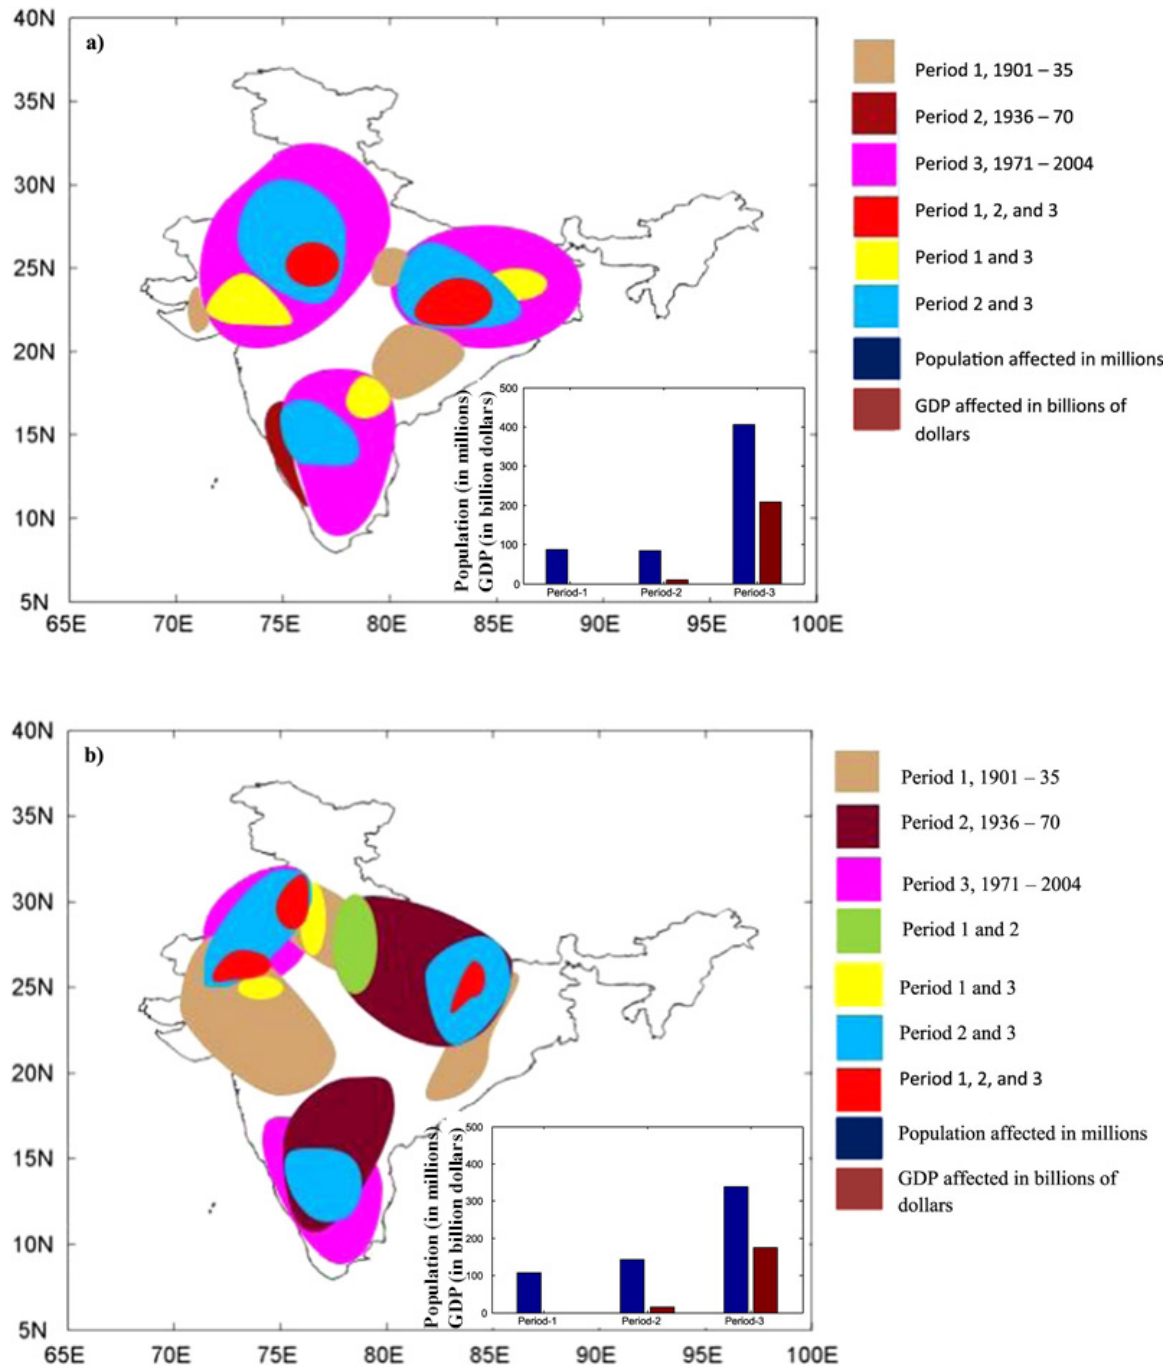 40N
a)
35N
30N
25N
20N
15N
10N
5N
65E 70E 75E 80E 85E 90E 95E 100E
Period 1, 1901 – 35
Period 2, 1936 – 70
Period 3, 1971 – 2004
Period 1, 2, and 3
Period 1 and 3
Period 2 and 3
Population affected in millions
GDP affected in billions of
dollars
Population (in millions)
GDP (in billion dollars)
500
400
300
200
100
0
Period-1 Period-2 Period-3
40N
b)
35N
30N
25N
20N
15N
10N
5N
65E 70E 75E 80E 85E 90E 95E 100E
Period 1, 1901 – 35
Period 2, 1936 – 70
Period 3, 1971 – 2004
Period 1 and 2
Period 1 and 3
Period 2 and 3
Period 1, 2, and 3
Population affected in millions
GDP affected in billions of
dollars
Population (in millions)
GDP (in billion dollars)
500
400
300
200
100
0
Period-1 Period-2 Period-3